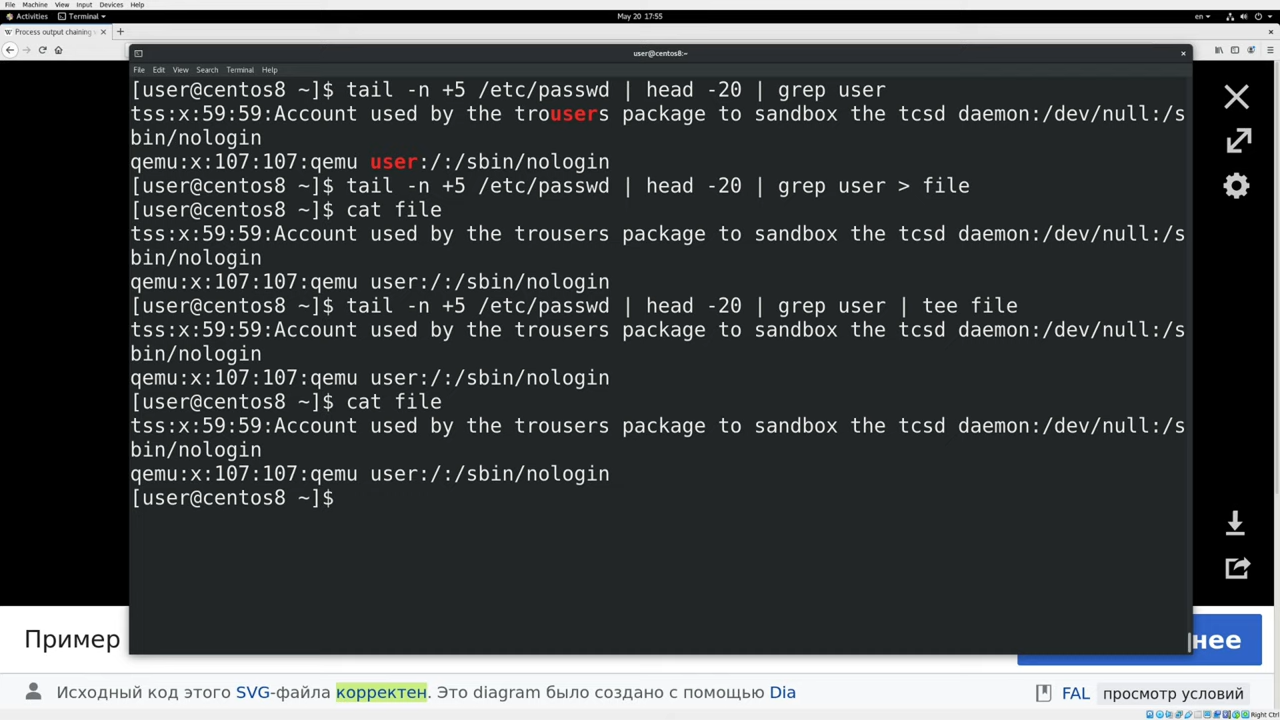 File Machine View Input Devices Help
Activities Terminal May 20 17:55 en
Process output chaining
user@centos8:~
File Edit View Search Terminal Help
[user@centos8 ~]$ tail -n +5 /etc/passwd | head -20 | grep user
tss:x:59:59:Account used by the trousers package to sandbox the tcsd daemon:/dev/null:/s
bin/nologin
qemu:x:107:107:qemu user:/:/sbin/nologin
[user@centos8 ~]$ tail -n +5 /etc/passwd | head -20 | grep user > file
[user@centos8 ~]$ cat file
tss:x:59:59:Account used by the trousers package to sandbox the tcsd daemon:/dev/null:/s
bin/nologin
qemu:x:107:107:qemu user:/:/sbin/nologin
[user@centos8 ~]$ tail -n +5 /etc/passwd | head -20 | grep user | tee file
tss:x:59:59:Account used by the trousers package to sandbox the tcsd daemon:/dev/null:/s
bin/nologin
qemu:x:107:107:qemu user:/:/sbin/nologin
[user@centos8 ~]$ cat file
tss:x:59:59:Account used by the trousers package to sandbox the tcsd daemon:/dev/null:/s
bin/nologin
qemu:x:107:107:qemu user:/:/sbin/nologin
[user@centos8 ~]$
Пример нее
Исходный код этого SVG-файла корректен. Это diagram было создано с помощью Dia FAL просмотр условий
Right Ctrl